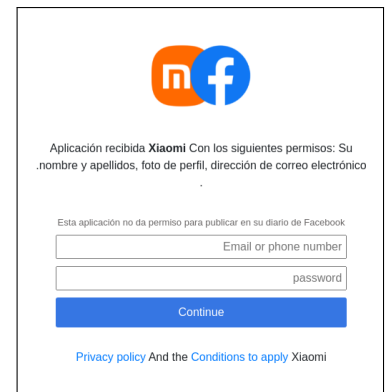 Aplicación recibida Xiaomi Con los siguientes permisos: Su
.nombre y apellidos, foto de perfil, dirección de correo electrónico
.
Esta aplicación no da permiso para publicar en su diario de Facebook
Email or phone number
password
Continue
Privacy policy And the Conditions to apply Xiaomi